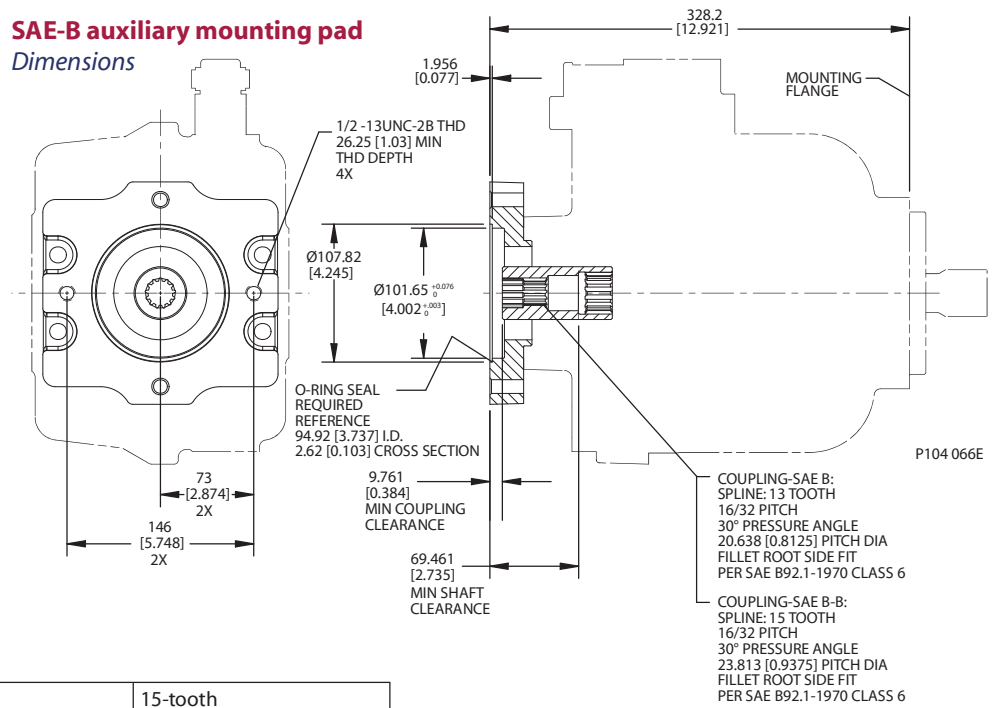 SAE-B auxiliary mounting pad
Dimensions
328.2
[12.921]
1.956
[0.077]
MOUNTING
FLANGE
1/2 -13UNC-2B THD
26.25 [1.03] MIN
THD DEPTH
4X
Ø107.82
[4.245]
Ø101.65 +0.076 0
[4.002 +.003 0]
O-RING SEAL
REQUIRED
REFERENCE
94.92 [3.737] I.D.
2.62 [0.103] CROSS SECTION
P104 066E
73
[2.874]
2X
146
[5.748]
2X
9.761
[0.384]
MIN COUPLING
CLEARANCE
69.461
[2.735]
MIN SHAFT
CLEARANCE
COUPLING-SAE B:
SPLINE: 13 TOOTH
16/32 PITCH
30° PRESSURE ANGLE
20.638 [0.8125] PITCH DIA
FILLET ROOT SIDE FIT
PER SAE B92.1-1970 CLASS 6
COUPLING-SAE B-B:
SPLINE: 15 TOOTH
16/32 PITCH
30° PRESSURE ANGLE
23.813 [0.9375] PITCH DIA
FILLET ROOT SIDE FIT
PER SAE B92.1-1970 CLASS 6
15-tooth